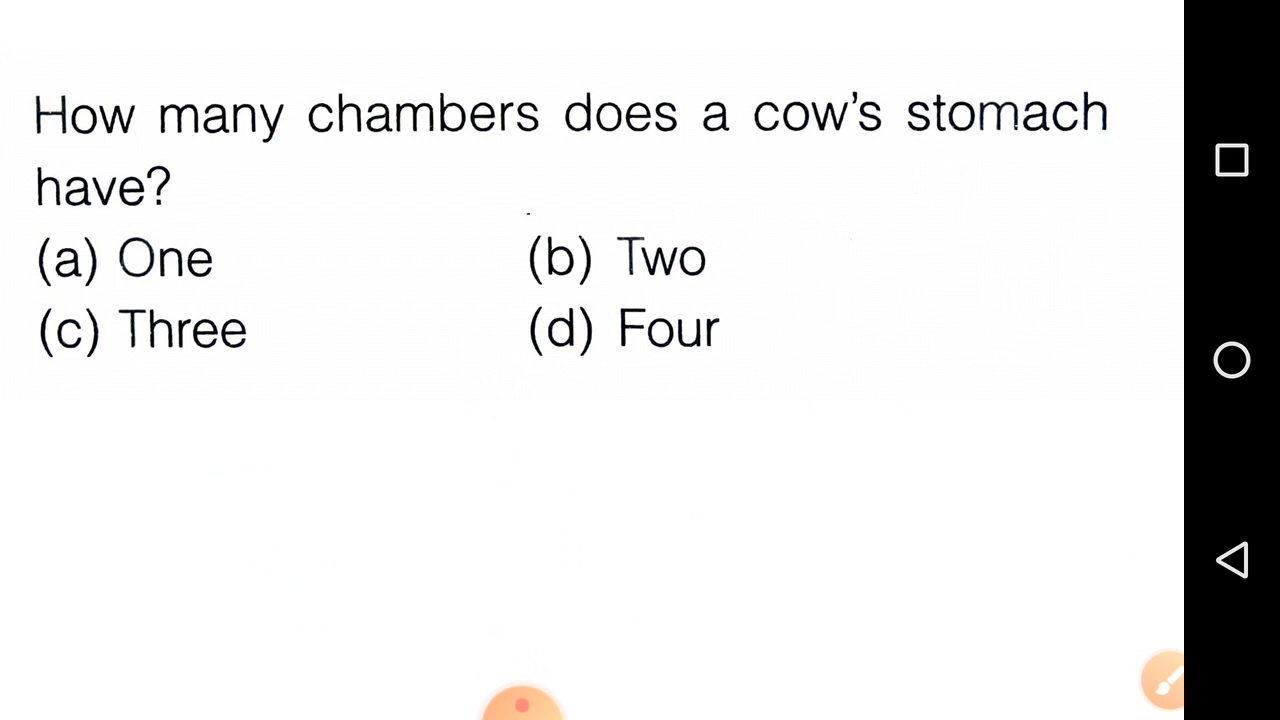 How many chambers does a cow's stomach
have?
(a) One (b) Two
(c) Three (d) Four